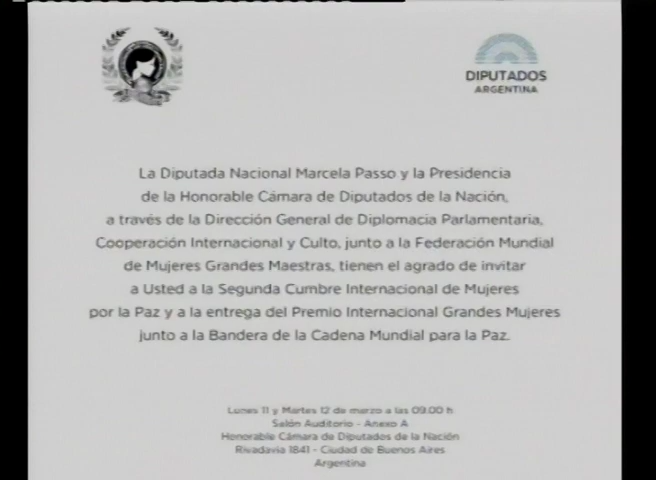 DIPUTADOS
ARGENTINA
La Diputada Nacional Marcela Passo y la Presidencia
de la Honorable Cámara de Diputados de la Nación,
a través de la Dirección General de Diplomacia Parlamentaria,
Cooperación Internacional y Culto, junto a la Federación Mundial
de Mujeres Grandes Maestras, tienen el agrado de invitar
a Usted a la Segunda Cumbre Internacional de Mujeres
por la Paz y a la entrega del Premio Internacional Grandes Mujeres
junto a la Bandera de la Cadena Mundial para la Paz.
Lunes 11 y Martes 12 de marzo a las 09.00 h
Salón Auditorio - Anexo A
Honorable Cámara de Diputados de la Nación
Rivadavia 1841 - Ciudad de Buenos Aires
Argentina